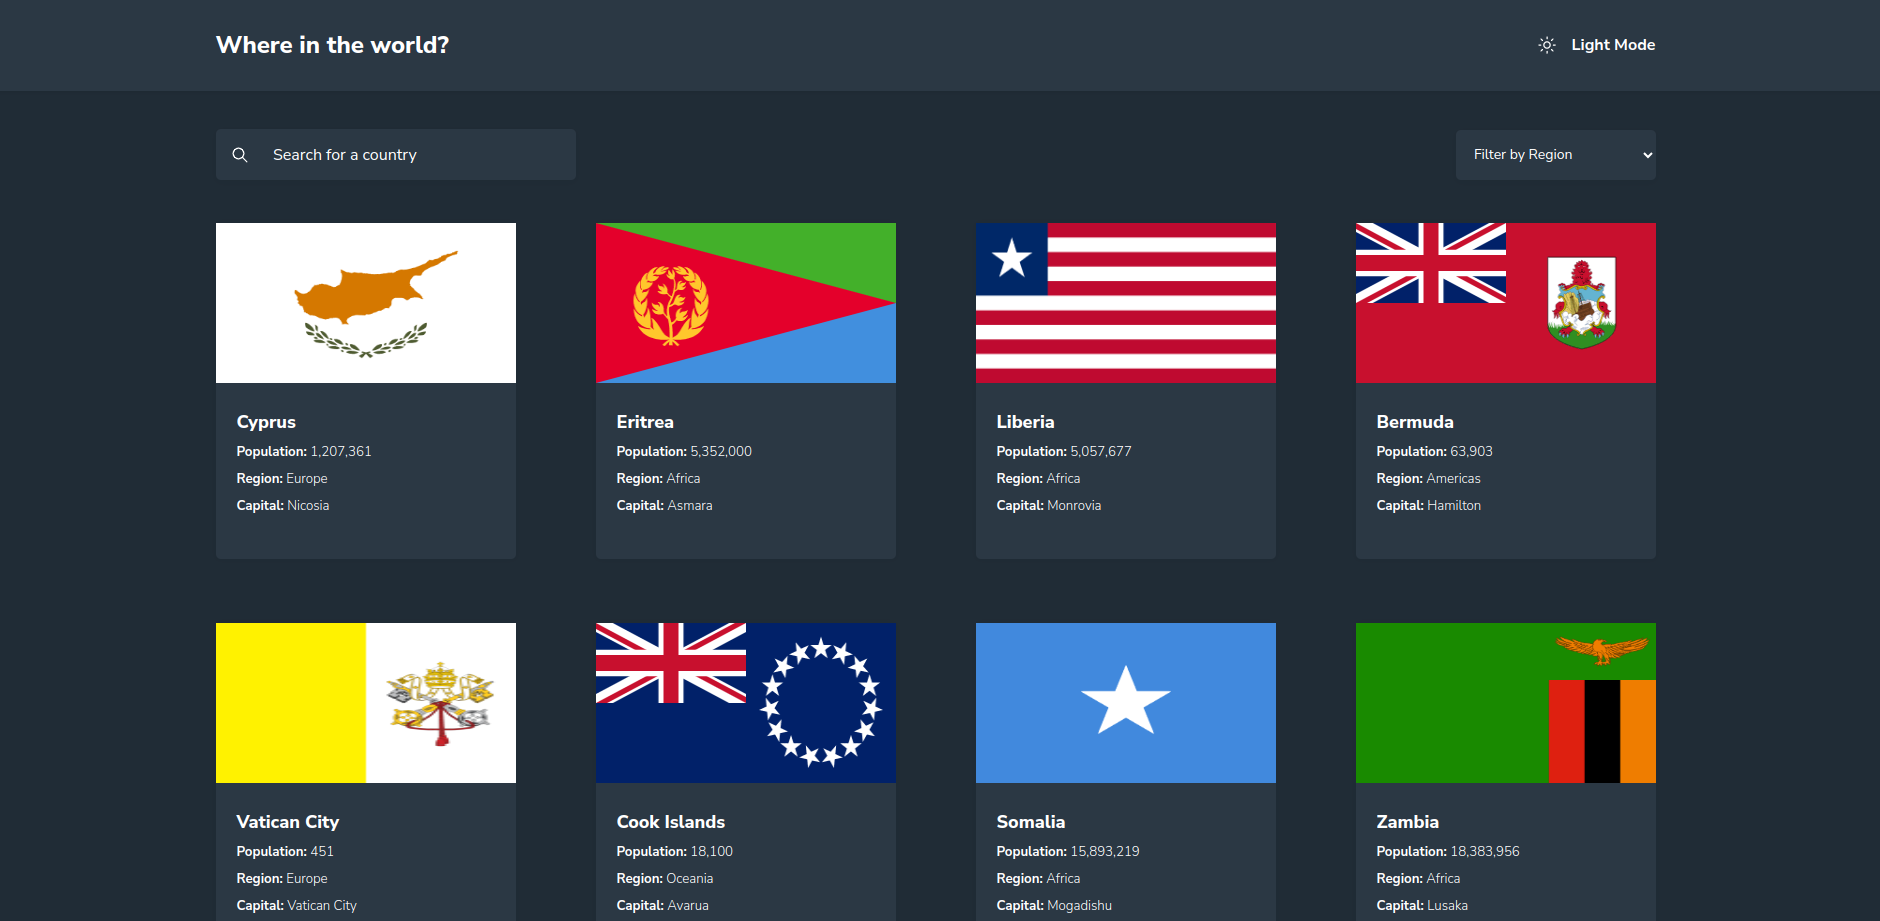 Where in the world?
Light Mode
Search for a country
Filter by Region
Cyprus
Population: 1,207,361
Region: Europe
Capital: Nicosia
Eritrea
Population: 5,352,000
Region: Africa
Capital: Asmara
Liberia
Population: 5,057,677
Region: Africa
Capital: Monrovia
Bermuda
Population: 63,903
Region: Americas
Capital: Hamilton
Vatican City
Population: 451
Region: Europe
Capital: Vatican City
Cook Islands
Population: 18,100
Region: Oceania
Capital: Avarua
Somalia
Population: 15,893,219
Region: Africa
Capital: Mogadishu
Zambia
Population: 18,383,956
Region: Africa
Capital: Lusaka